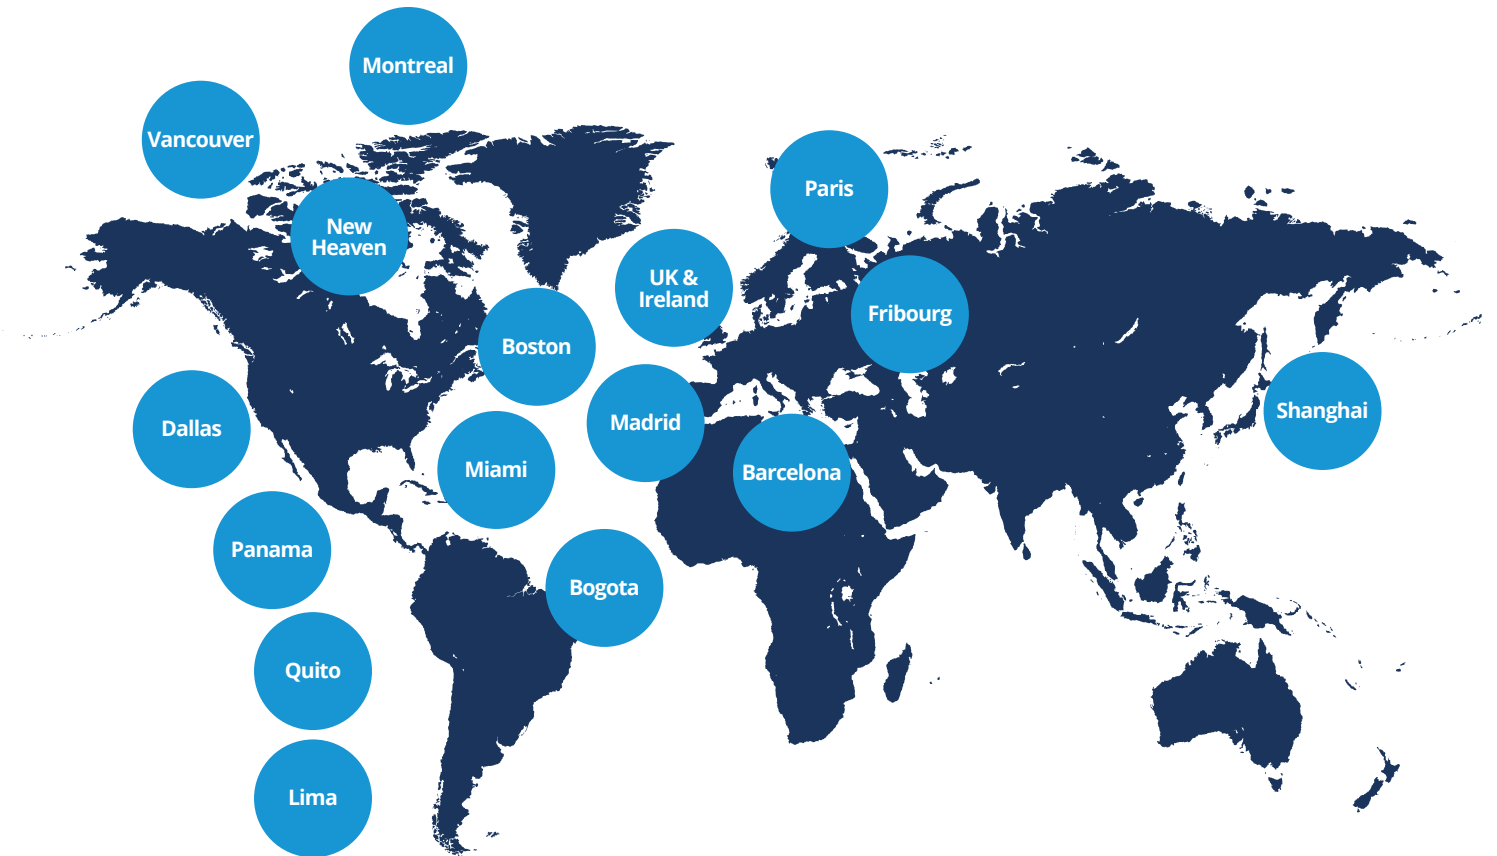 Montreal
Vancouver
Paris
New
Heaven
UK &
Ireland
Fribourg
Boston
Shanghai
Dallas
Madrid
Miami
Barcelona
Panama
Bogota
Quito
Lima